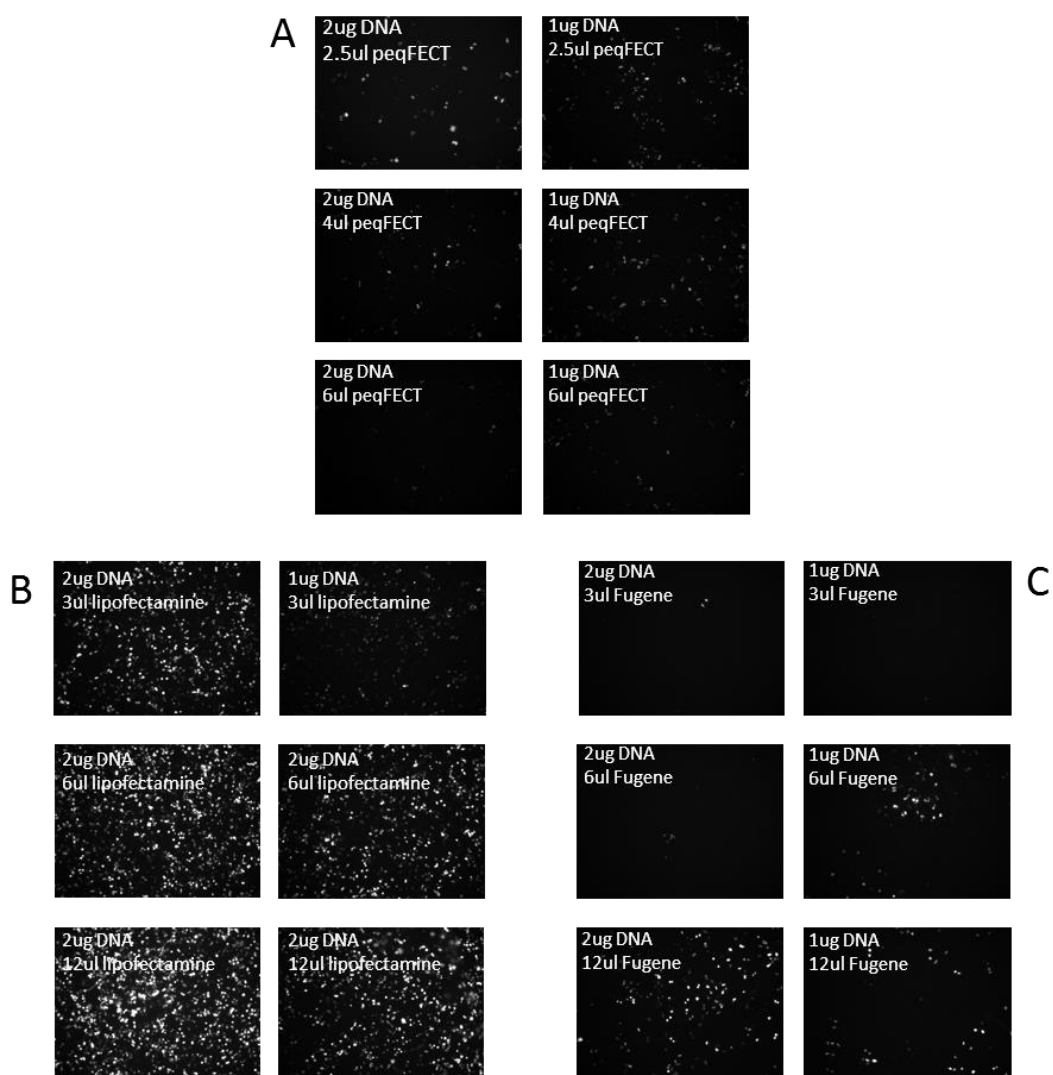 A
2ug DNA
2.5ul peqFECT
1ug DNA
2.5ul peqFECT
2ug DNA
4ul peqFECT
1ug DNA
4ul peqFECT
2ug DNA
6ul peqFECT
1ug DNA
6ul peqFECT
B
2ug DNA
3ul lipofectamine
1ug DNA
3ul lipofectamine
2ug DNA
6ul lipofectamine
2ug DNA
6ul lipofectamine
2ug DNA
12ul lipofectamine
2ug DNA
12ul lipofectamine
C
2ug DNA
3ul Fugene
1ug DNA
3ul Fugene
2ug DNA
6ul Fugene
1ug DNA
6ul Fugene
2ug DNA
12ul Fugene
1ug DNA
12ul Fugene